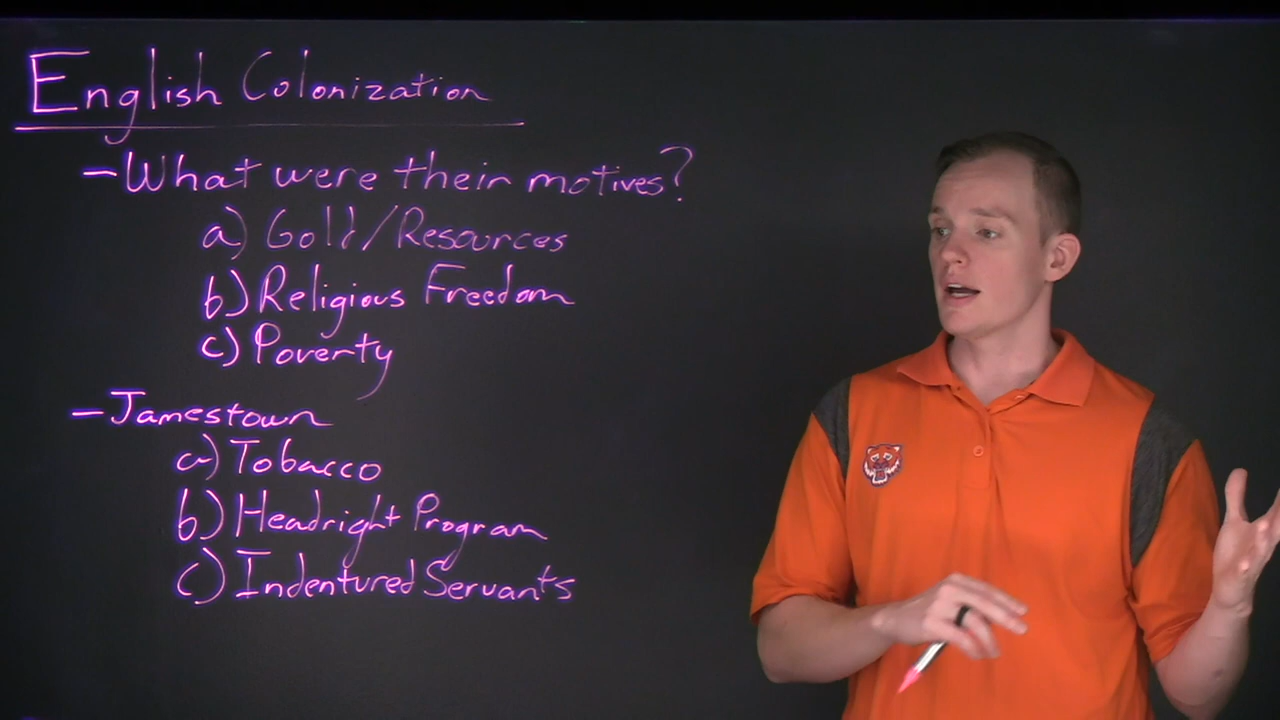 English Colonization
- What were their motives?
a) Gold/Resources
b) Religious Freedom
c) Poverty
- Jamestown
a) Tobacco
b) Headright Program
c) Indentured Servants